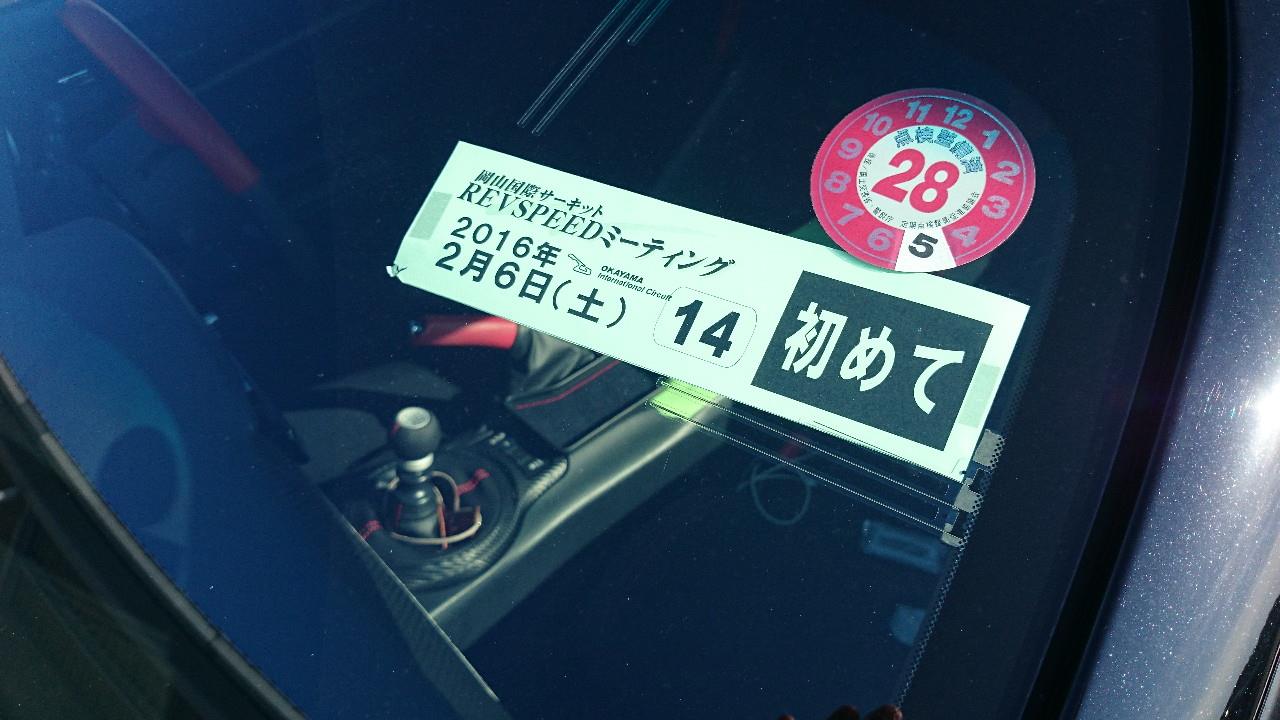 岡山国際サーキット
REVSPEEDミーティング
2016年
2月6日(土)
OKAYAMA
International Circuit
14
初めて
点検整備済
28
11 12 1 2 3 4 5 6 7 8 9 10